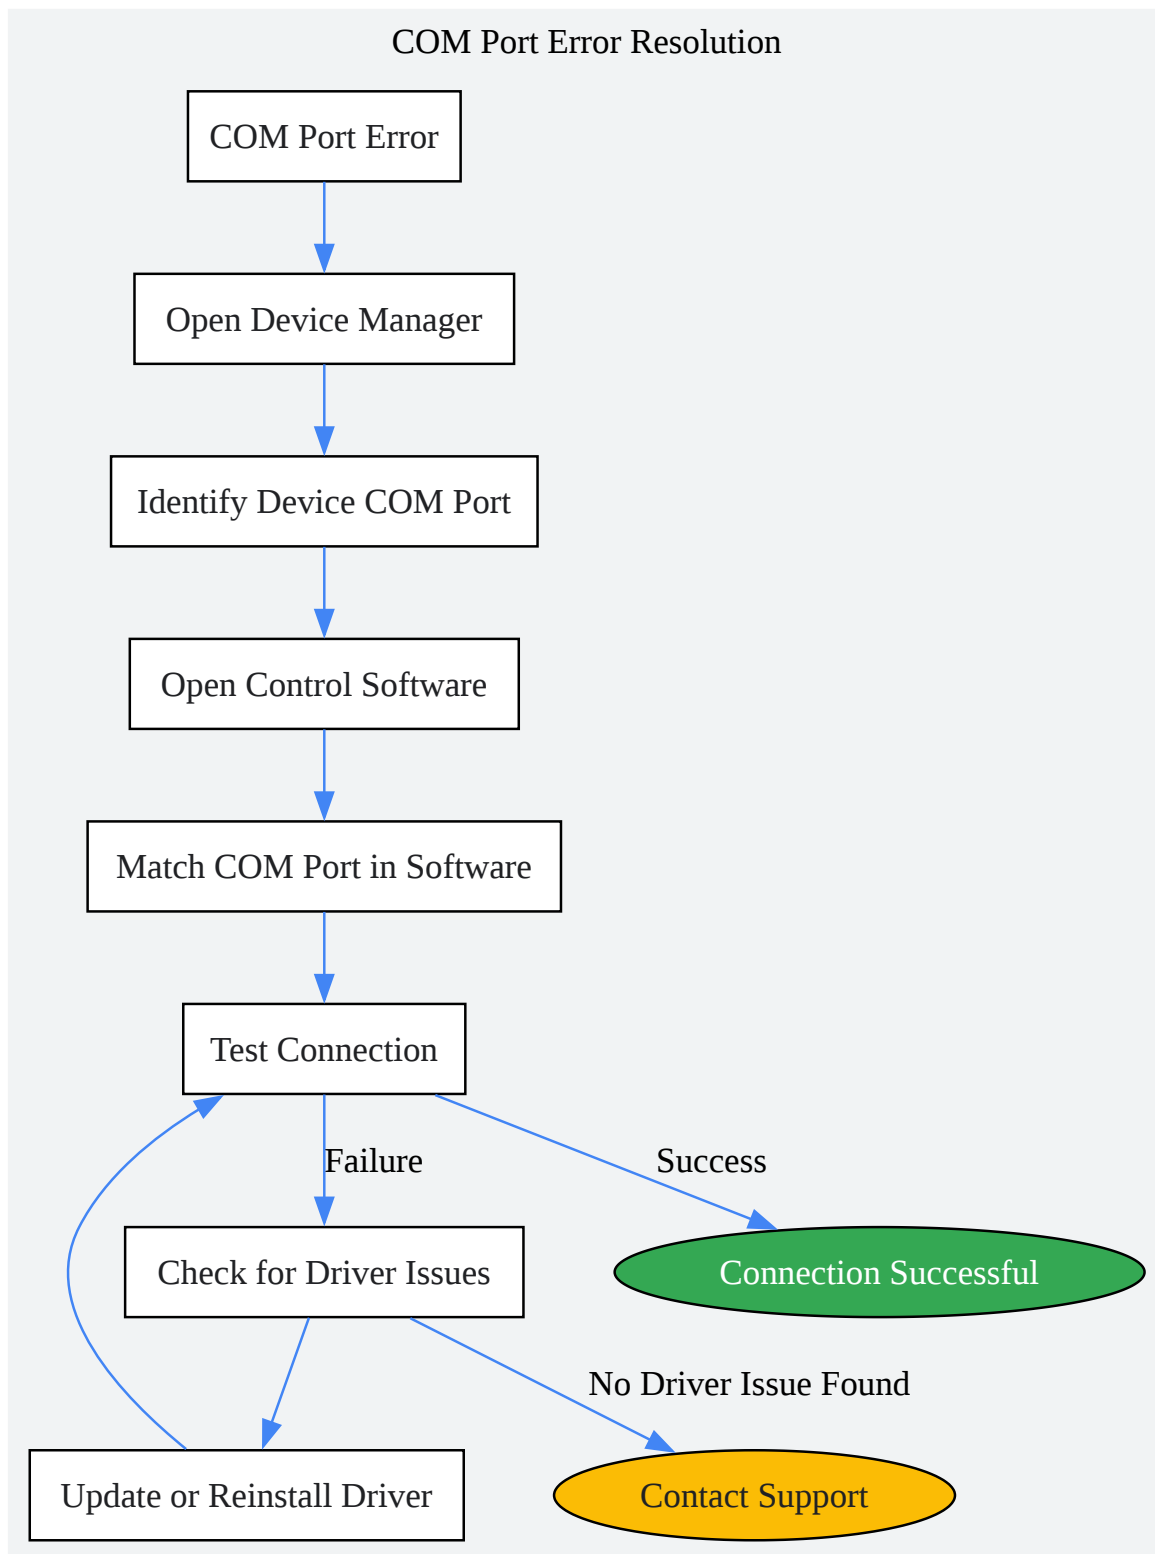 COM Port Error Resolution
COM Port Error
Open Device Manager
Identify Device COM Port
Open Control Software
Match COM Port in Software
Test Connection
Failure
Success
Check for Driver Issues
Connection Successful
No Driver Issue Found
Update or Reinstall Driver
Contact Support